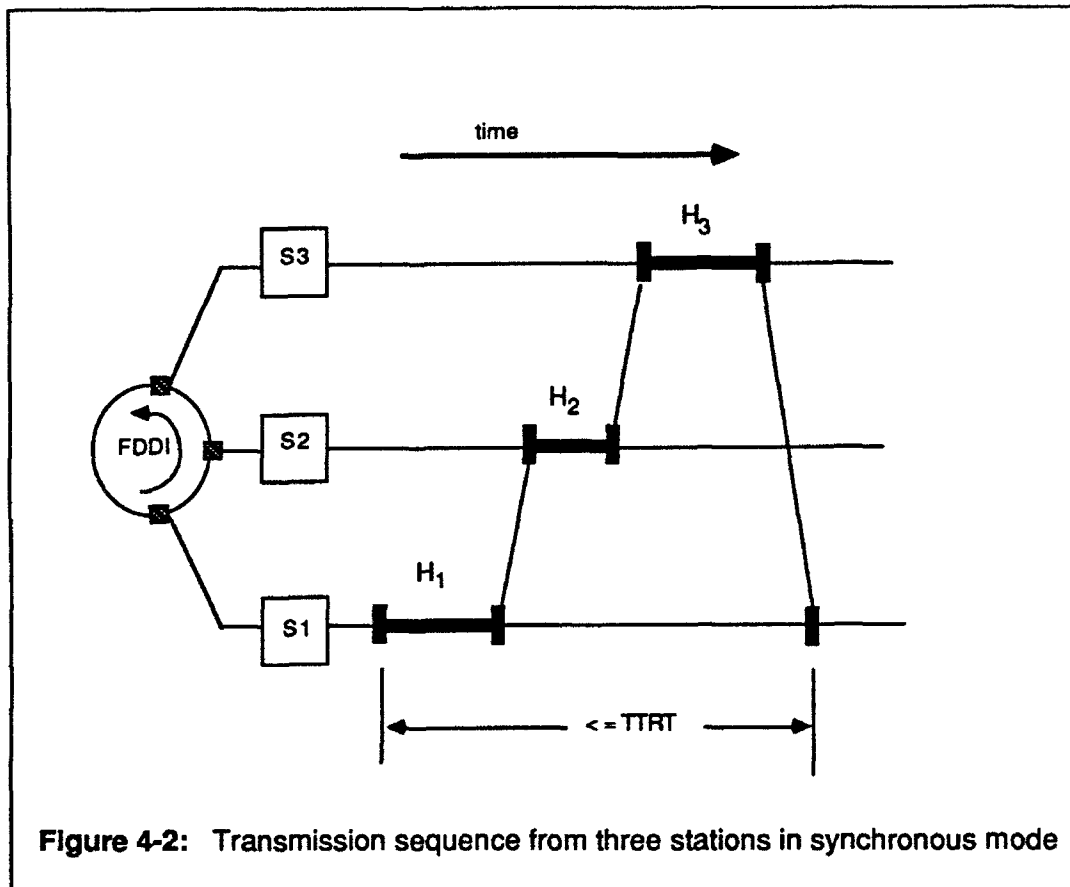 time
H3
S3
H2
FDDI
S2
H1
S1
<= TTRT
Figure 4-2: Transmission sequence from three stations in synchronous mode